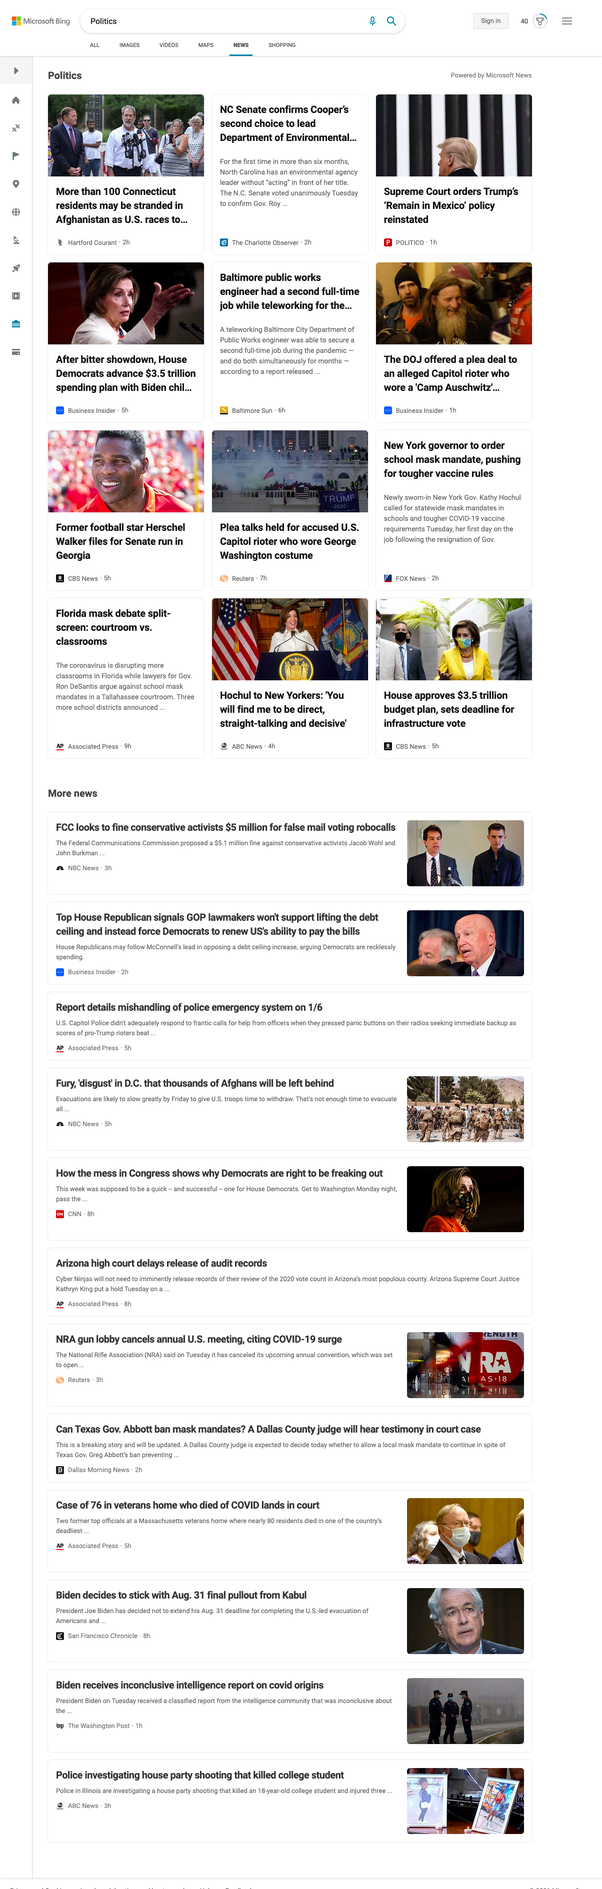 Microsoft Bing
Politics
Sign in
40
ALL
IMAGES
VIDEOS
MAPS
NEWS
SHOPPING
Politics
Powered by Microsoft News
More than 100 Connecticut
residents may be stranded in
Afghanistan as U.S. races to...
Hartford Courant · 2h
NC Senate confirms Cooper's
second choice to lead
Department of Environmental...
For the first time in more than six months,
North Carolina has an environmental agency
leader without "acting" in front of her title.
The N.C. Senate voted unanimously Tuesday
to confirm Gov. Roy ...
The Charlotte Observer · 2h
Supreme Court orders Trump's
'Remain in Mexico' policy
reinstated
POLITICO · 1h
After bitter showdown, House
Democrats advance $3.5 trillion
spending plan with Biden chil...
Business Insider · 5h
Baltimore public works
engineer had a second full-time
job while teleworking for the...
A teleworking Baltimore City Department of
Public Works engineer was able to secure a
second full-time job during the pandemic —
and do both simultaneously for months —
according to a report released ...
Baltimore Sun · 6h
The DOJ offered a plea deal to
an alleged Capitol rioter who
wore a 'Camp Auschwitz'...
Business Insider · 1h
Former football star Herschel
Walker files for Senate run in
Georgia
CBS News · 5h
TRUMP
Plea talks held for accused U.S.
Capitol rioter who wore George
Washington costume
Reuters · 7h
New York governor to order
school mask mandate, pushing
for tougher vaccine rules
Newly sworn-in New York Gov. Kathy Hochul
called for statewide mask mandates in
schools and tougher COVID-19 vaccine
requirements Tuesday, her first day on the
job following the resignation of Gov.
FOX News · 2h
Florida mask debate split-
screen: courtroom vs.
classrooms
The coronavirus is disrupting more
classrooms in Florida while lawyers for Gov.
Ron DeSantis argue against school mask
mandates in a Tallahassee courtroom. Three
more school districts announced ...
AP Associated Press · 9h
Hochul to New Yorkers: 'You
will find me to be direct,
straight-talking and decisive'
ABC News · 4h
House approves $3.5 trillion
budget plan, sets deadline for
infrastructure vote
CBS News · 5h
More news
FCC looks to fine conservative activists $5 million for false mail voting robocalls
The Federal Communications Commission proposed a $5.1 million fine against conservative activists Jacob Wohl and
John Burkman ...
NBC News · 3h
Top House Republican signals GOP lawmakers won't support lifting the debt
ceiling and instead force Democrats to renew US's ability to pay the bills
House Republicans may follow McConnell's lead in opposing a debt ceiling increase, arguing Democrats are recklessly
spending.
Business Insider · 2h
Report details mishandling of police emergency system on 1/6
U.S. Capitol Police didn't adequately respond to frantic calls for help from officers when they pressed panic buttons on their radios seeking immediate backup as
scores of pro-Trump rioters beat ...
AP Associated Press · 5h
Fury, 'disgust' in D.C. that thousands of Afghans will be left behind
Evacuations are likely to slow greatly by Friday to give U.S. troops time to withdraw. That's not enough time to evacuate
all ...
NBC News · 5h
How the mess in Congress shows why Democrats are right to be freaking out
This week was supposed to be a quick – and successful – one for House Democrats. Get to Washington Monday night,
pass the ...
CNN · 8h
Arizona high court delays release of audit records
Cyber Ninjas will not need to imminently release records of their review of the 2020 vote count in Arizona's most populous county. Arizona Supreme Court Justice
Kathryn King put a hold Tuesday on a ...
AP Associated Press · 8h
NRA gun lobby cancels annual U.S. meeting, citing COVID-19 surge
The National Rifle Association (NRA) said on Tuesday it has canceled its upcoming annual convention, which was set
to open ...
Reuters · 3h
Can Texas Gov. Abbott ban mask mandates? A Dallas County judge will hear testimony in court case
This is a breaking story and will be updated. A Dallas County judge is expected to decide today whether to allow a local mask mandate to continue in spite of
Texas Gov. Greg Abbott's ban preventing ...
Dallas Morning News · 2h
Case of 76 in veterans home who died of COVID lands in court
Two former top officials at a Massachusetts veterans home where nearly 80 residents died in one of the country's
deadliest ...
AP Associated Press · 5h
Biden decides to stick with Aug. 31 final pullout from Kabul
President Joe Biden has decided not to extend his Aug. 31 deadline for completing the U.S.-led evacuation of
Americans and ...
San Francisco Chronicle · 8h
Biden receives inconclusive intelligence report on covid origins
President Biden on Tuesday received a classified report from the intelligence community that was inconclusive about
the ...
wp The Washington Post · 1h
Police investigating house party shooting that killed college student
Police in Illinois are investigating a house party shooting that killed an 18-year-old college student and injured three ...
ABC News · 3h